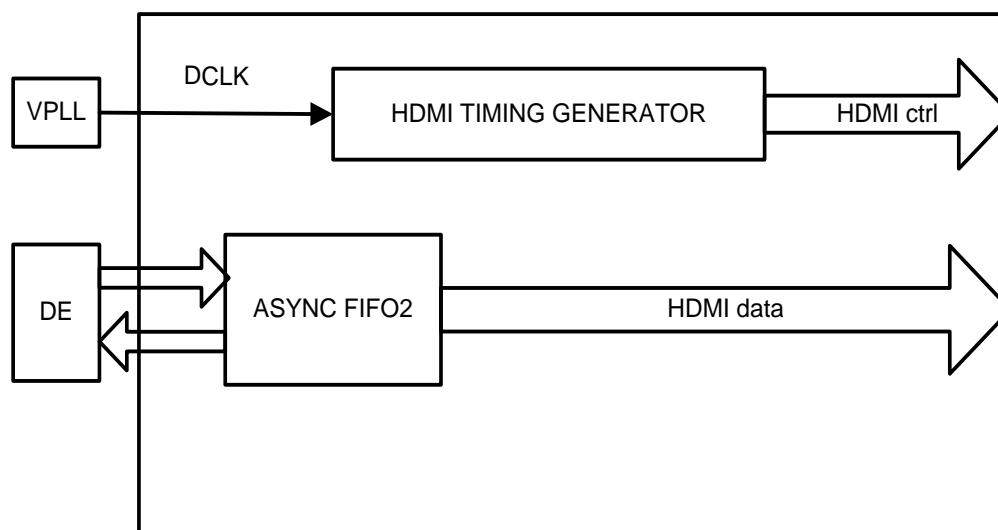 DCLK
VPLL
HDMI TIMING GENERATOR
HDMI ctrl
DE
ASYNC FIFO2
HDMI data